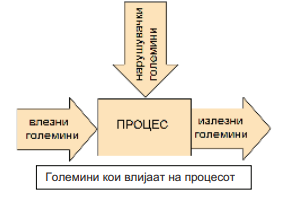 нарушувачки
големини
влезни
големини
ПРОЦЕС
излезни
големини
Големини кои влијаат на процесот